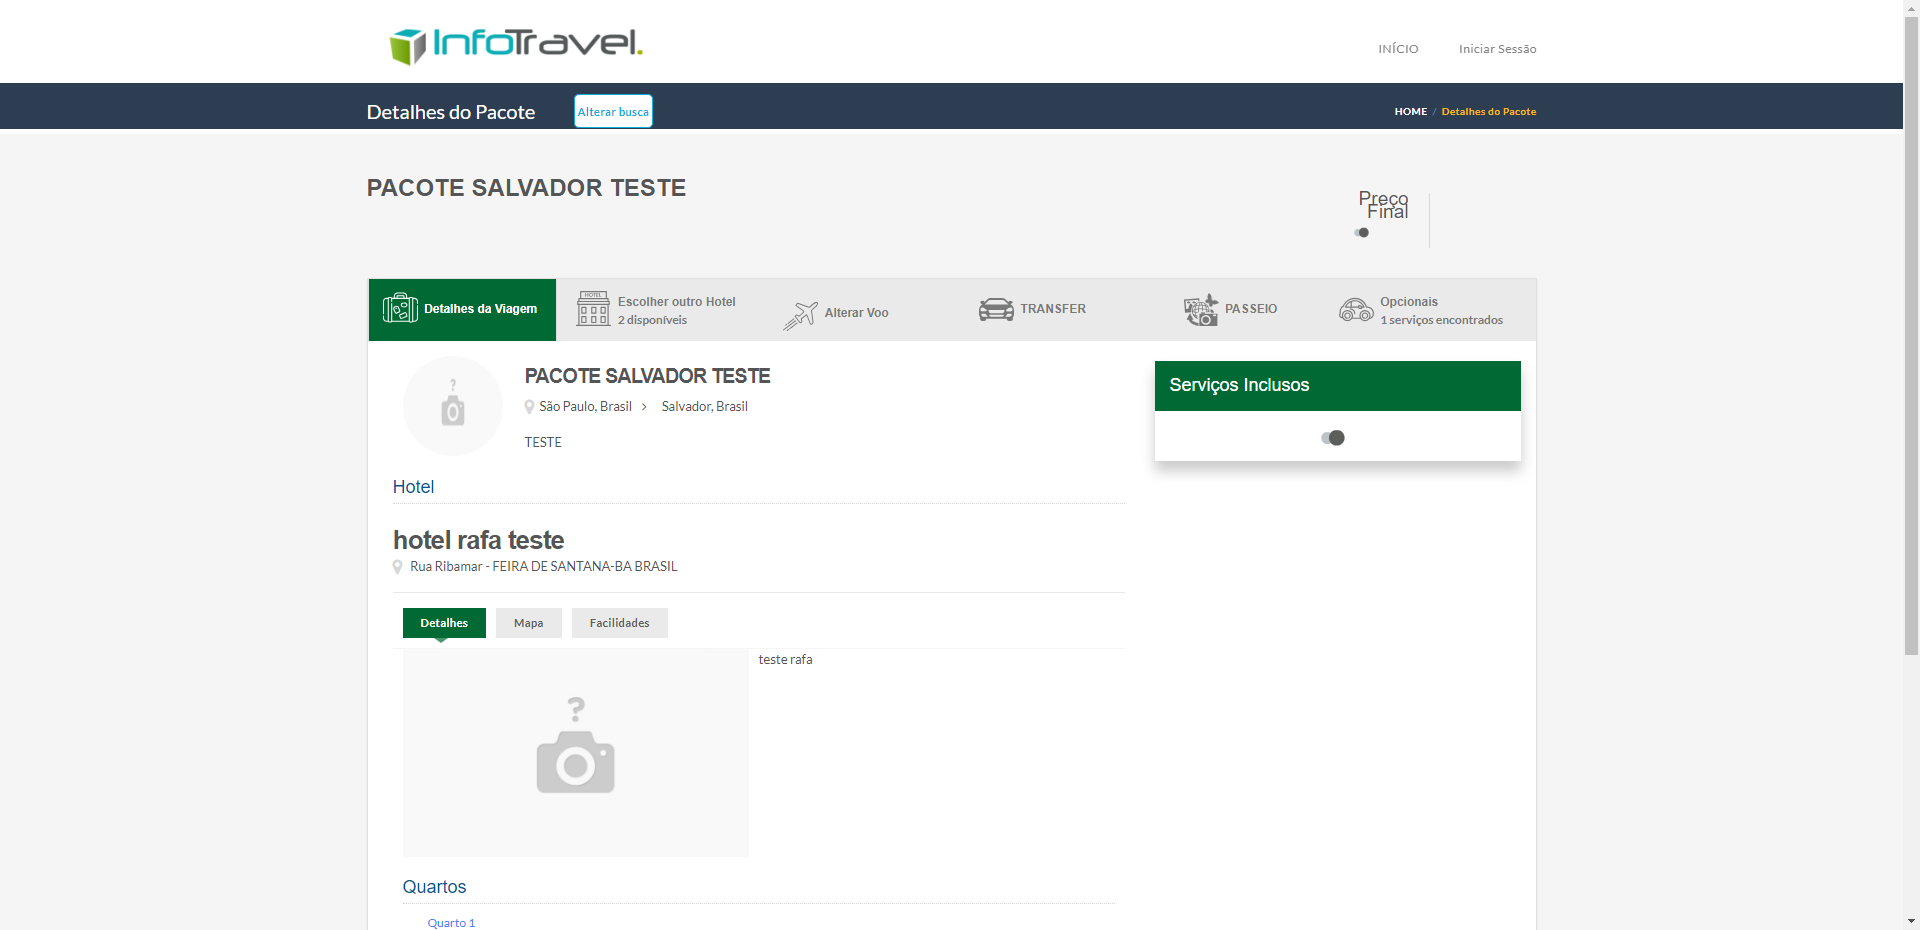 InfoTravel.
INÍCIO
Iniciar Sessão
Detalhes do Pacote
Alterar busca
HOME / Detalhes do Pacote
PACOTE SALVADOR TESTE
Preço
Final
Detalhes da Viagem
HOTEL
Escolher outro Hotel
2 disponíveis
Alterar Voo
TRANSFER
PASSEIO
Opcionais
1 serviços encontrados
PACOTE SALVADOR TESTE
São Paulo, Brasil > Salvador, Brasil
TESTE
Serviços Inclusos
Hotel
hotel rafa teste
Rua Ribamar - FEIRA DE SANTANA-BA BRASIL
Detalhes
Mapa
Facilidades
?
teste rafa
Quartos
Quarto 1